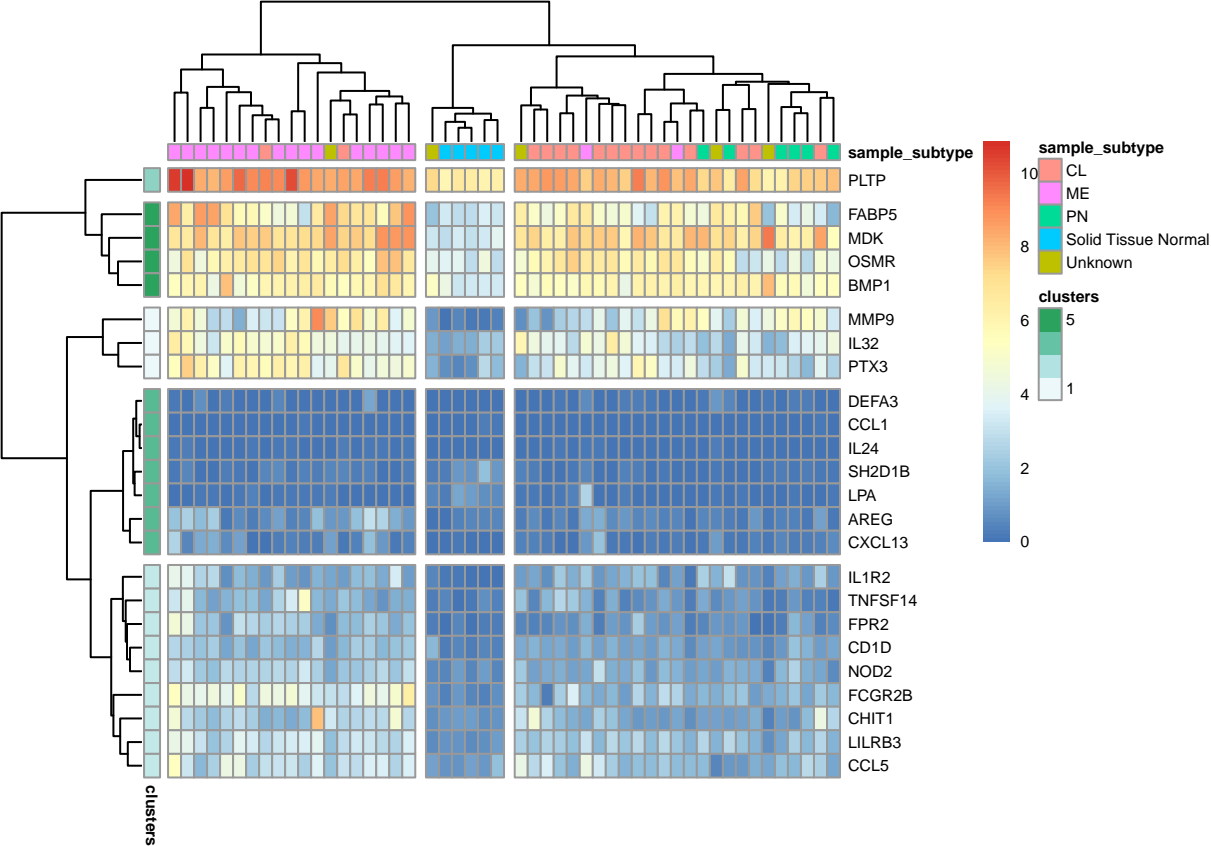 sample_subtype
PLTP
FABP5
MDK
OSMR
BMP1
MMP9
IL32
PTX3
DEFA3
CCL1
IL24
SH2D1B
LPA
AREG
CXCL13
IL1R2
TNFSF14
FPR2
CD1D
NOD2
FCGR2B
CHIT1
LILRB3
CCL5
clusters
10
8
6
4
2
0
sample_subtype
CL
ME
PN
Solid Tissue Normal
Unknown
clusters
5
1